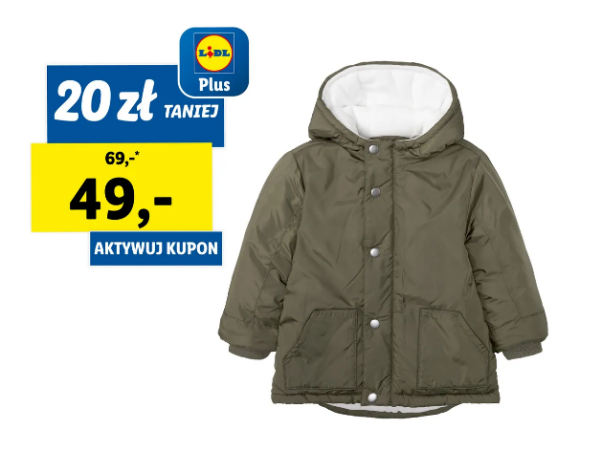 LIDL
Plus
20 zł TANIEJ
69,-*
49,-
AKTYWUJ KUPON